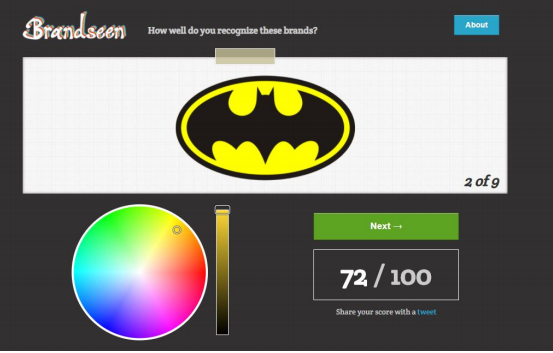 Brandseen
How well do you recognize these brands?
About
2 of 9
Next →
72 / 100
Share your score with a tweet